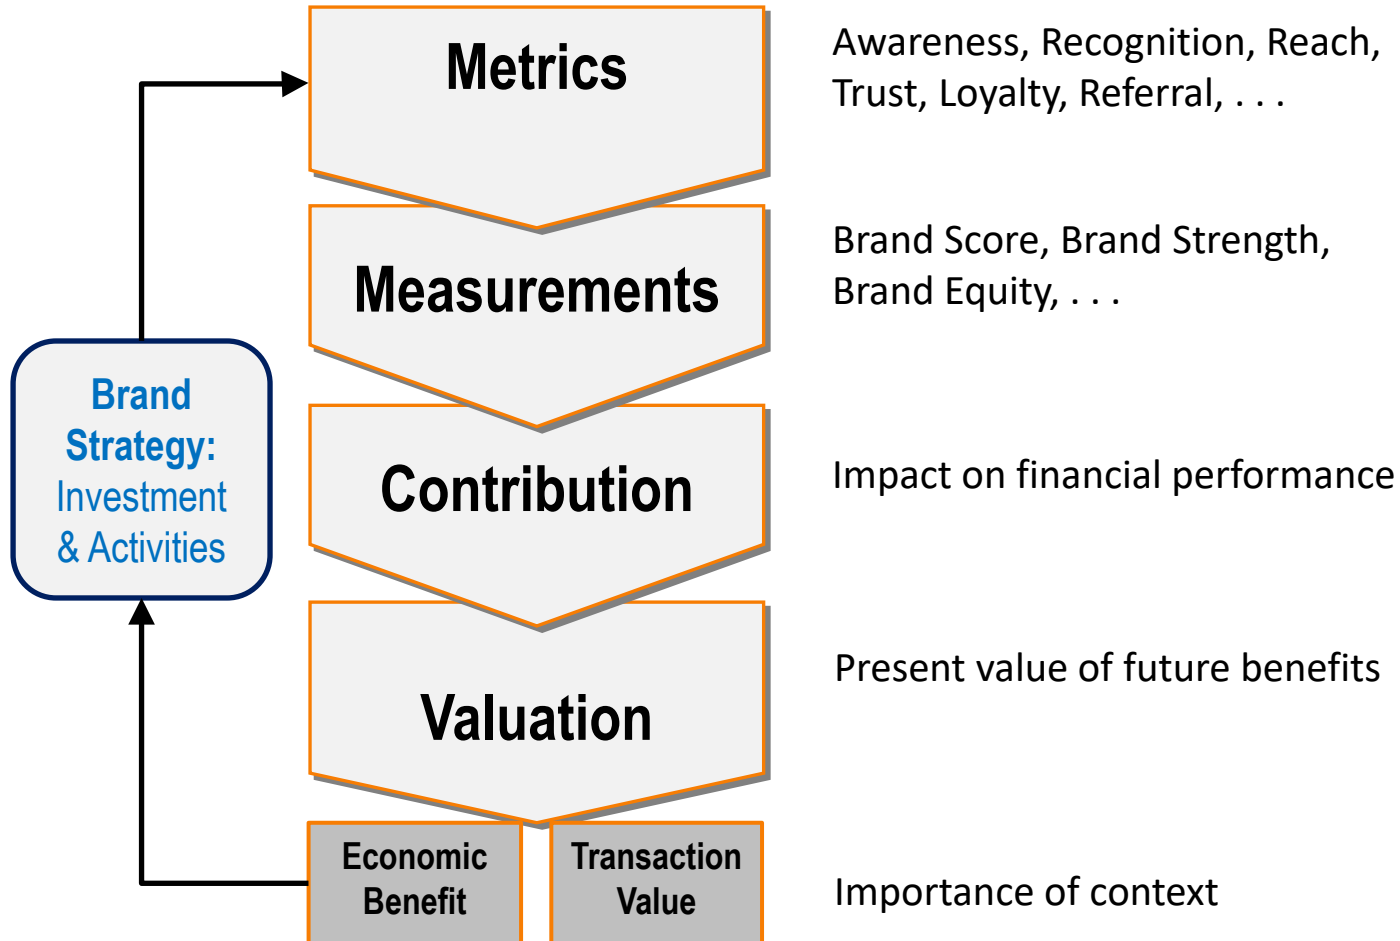 Metrics
Awareness, Recognition, Reach,
Trust, Loyalty, Referral, . . .
Measurements
Brand Score, Brand Strength,
Brand Equity, . . .
Brand
Strategy:
Investment
& Activities
Contribution
Impact on financial performance
Valuation
Present value of future benefits
Economic
Benefit
Transaction
Value
Importance of context